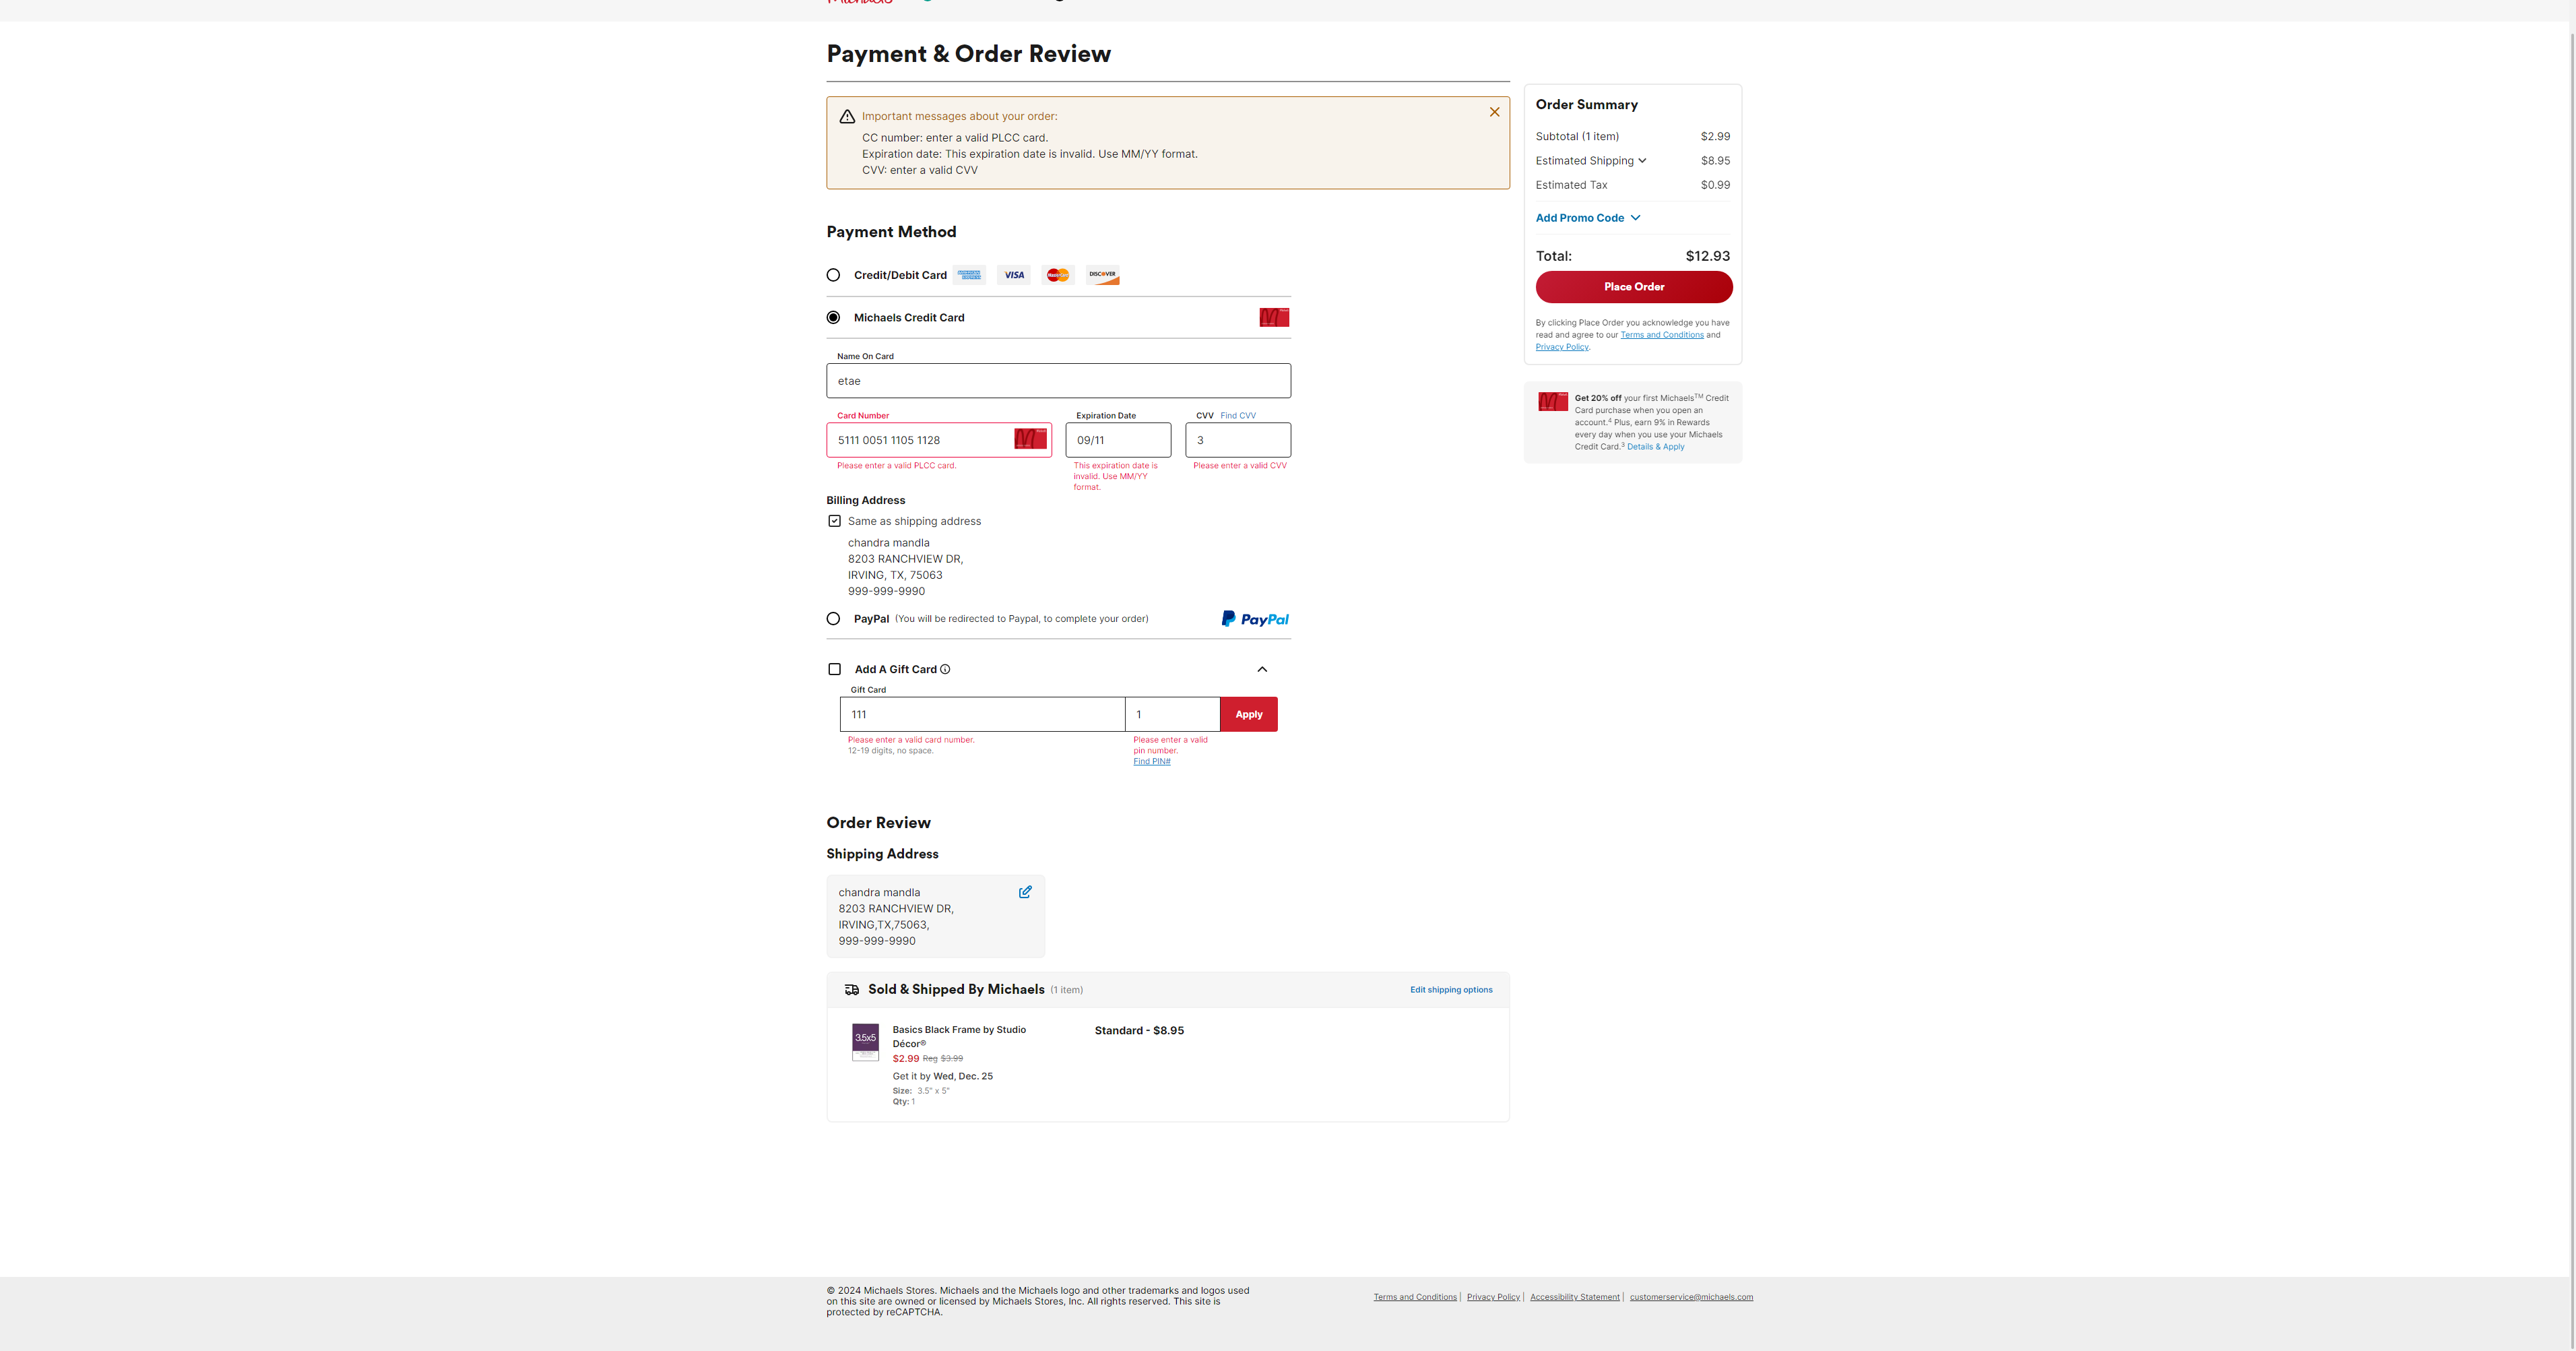 Michaels
Payment & Order Review
Important messages about your order:
CC number: enter a valid PLCC card.
Expiration date: This expiration date is invalid. Use MM/YY format.
CVV: enter a valid CVV
Payment Method
Credit/Debit Card VISA MasterCard DISCOVER
Michaels Credit Card
Name On Card
etae
Card Number Expiration Date CVV Find CVV
5111 0051 1105 1128 09/11 3
Please enter a valid PLCC card.
This expiration date is
invalid. Use MM/YY
format.
Please enter a valid CVV
Billing Address
Same as shipping address
chandra mandla
8203 RANCHVIEW DR,
IRVING, TX, 75063
999-999-9990
PayPal (You will be redirected to Paypal, to complete your order) PayPal
Add A Gift Card
Gift Card
111 1 Apply
Please enter a valid card number.
12-19 digits, no space.
Please enter a valid
pin number.
Find PIN#
Order Review
Shipping Address
chandra mandla
8203 RANCHVIEW DR,
IRVING,TX,75063,
999-999-9990
Sold & Shipped By Michaels (1 item) Edit shipping options
3.5x5
Basics Black Frame by Studio
Décor®
$2.99 Reg $3.99
Get it by Wed, Dec. 25
Size: 3.5" x 5"
Qty: 1
Standard - $8.95
Order Summary
Subtotal (1 item) $2.99
Estimated Shipping $8.95
Estimated Tax $0.99
Add Promo Code
Total: $12.93
Place Order
By clicking Place Order you acknowledge you have
read and agree to our Terms and Conditions and
Privacy Policy.
Get 20% off your first Michaels™ Credit
Card purchase when you open an
account.⁴ Plus, earn 9% in Rewards
every day when you use your Michaels
Credit Card.³ Details & Apply
© 2024 Michaels Stores. Michaels and the Michaels logo and other trademarks and logos used
on this site are owned or licensed by Michaels Stores, Inc. All rights reserved. This site is
protected by reCAPTCHA.
Terms and Conditions | Privacy Policy | Accessibility Statement | customerservice@michaels.com